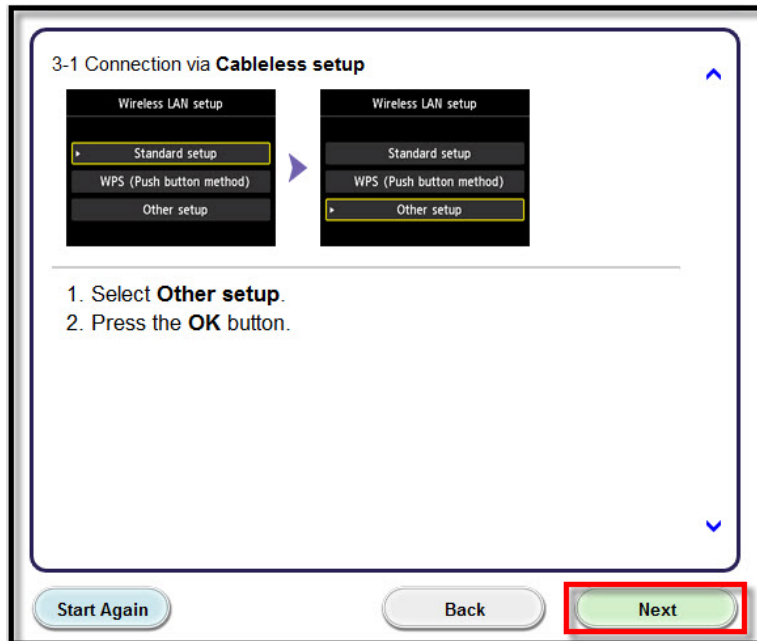 3-1 Connection via Cableless setup
Wireless LAN setup
Standard setup
WPS (Push button method)
Other setup
Wireless LAN setup
Standard setup
WPS (Push button method)
Other setup
1. Select Other setup.
2. Press the OK button.
Start Again
Back
Next